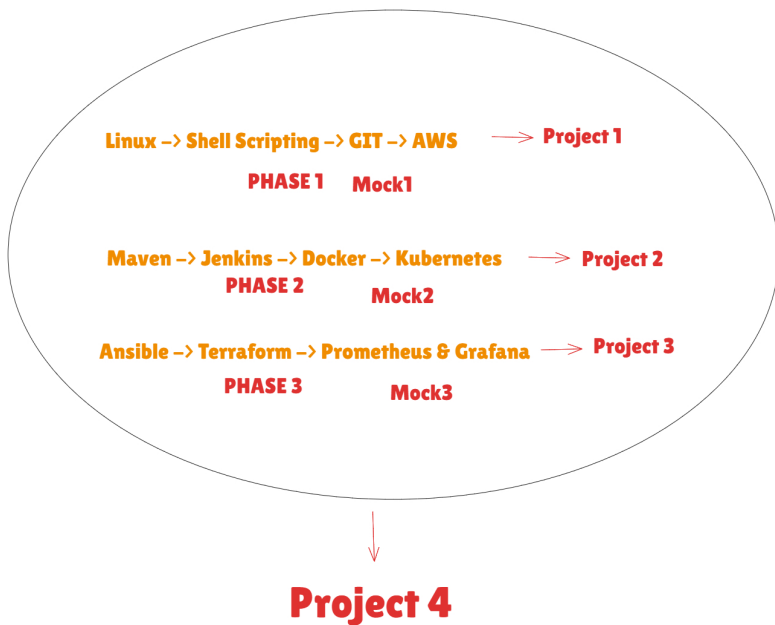 Linux -> Shell Scripting -> GIT -> AWS Project 1
PHASE 1 Mock1
Maven -> Jenkins -> Docker -> Kubernetes Project 2
PHASE 2 Mock2
Ansible -> Terraform -> Prometheus & Grafana Project 3
PHASE 3 Mock3
Project 4